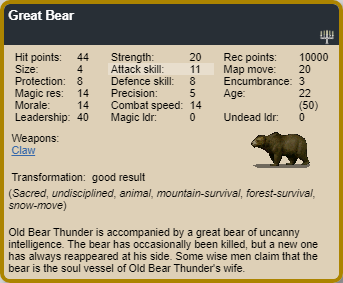 Great Bear
Hit points: 44 Strength: 20 Rec points: 10000
Size: 4 Attack skill: 11 Map move: 20
Protection: 8 Defence skill: 8 Encumbrance: 3
Magic res: 14 Precision: 5 Age: 22
Morale: 14 Combat speed: 14 (50)
Leadership: 40 Magic ldr: 0 Undead ldr: 0
Weapons:
Claw
Transformation: good result
(Sacred, undisciplined, animal, mountain-survival, forest-survival,
snow-move)
Old Bear Thunder is accompanied by a great bear of uncanny
intelligence. The bear has occasionally been killed, but a new one
has always reappeared at his side. Some wise men claim that the
bear is the soul vessel of Old Bear Thunder's wife.